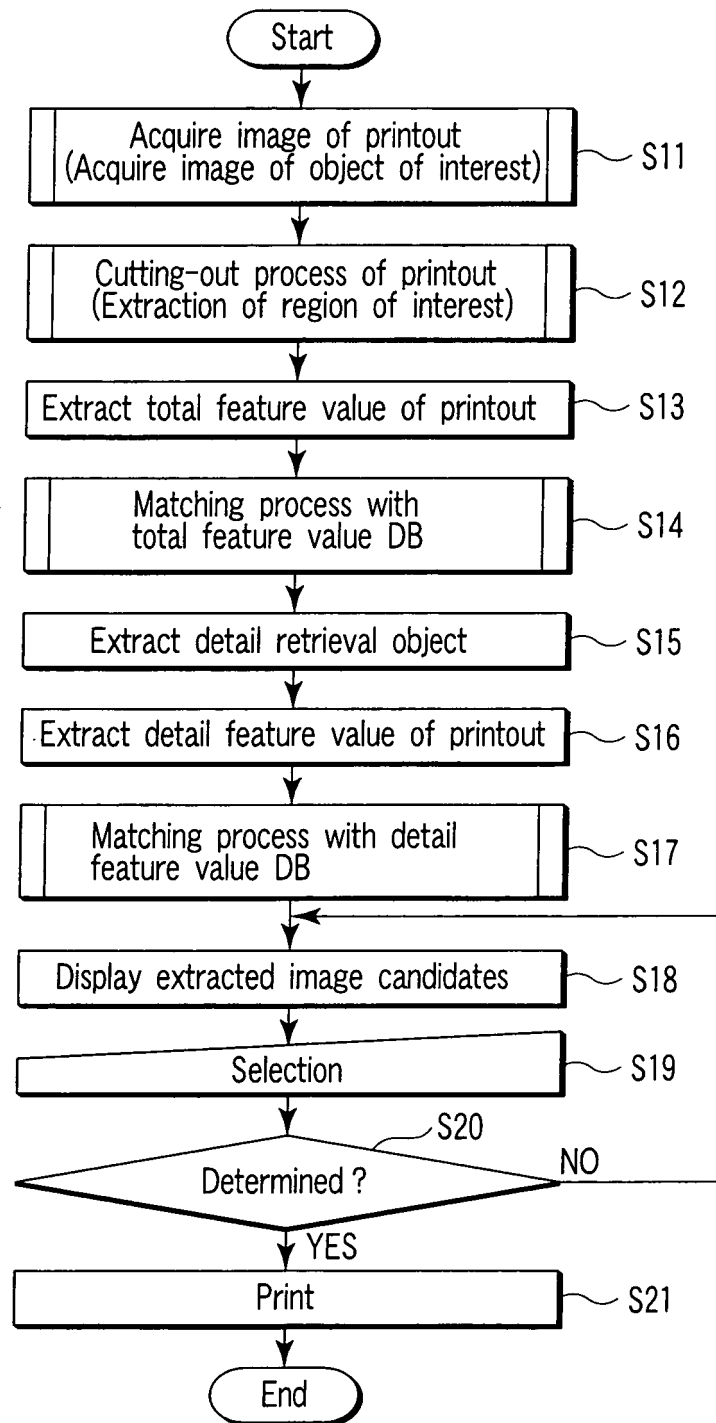 Start
Acquire image of printout
(Acquire image of object of interest)
S11
Cutting-out process of printout
(Extraction of region of interest)
S12
Extract total feature value of printout
S13
Matching process with
total feature value DB
S14
Extract detail retrieval object
S15
Extract detail feature value of printout
S16
Matching process with detail
feature value DB
S17
Display extracted image candidates
S18
Selection
S19
S20
Determined ?
NO
YES
Print
S21
End